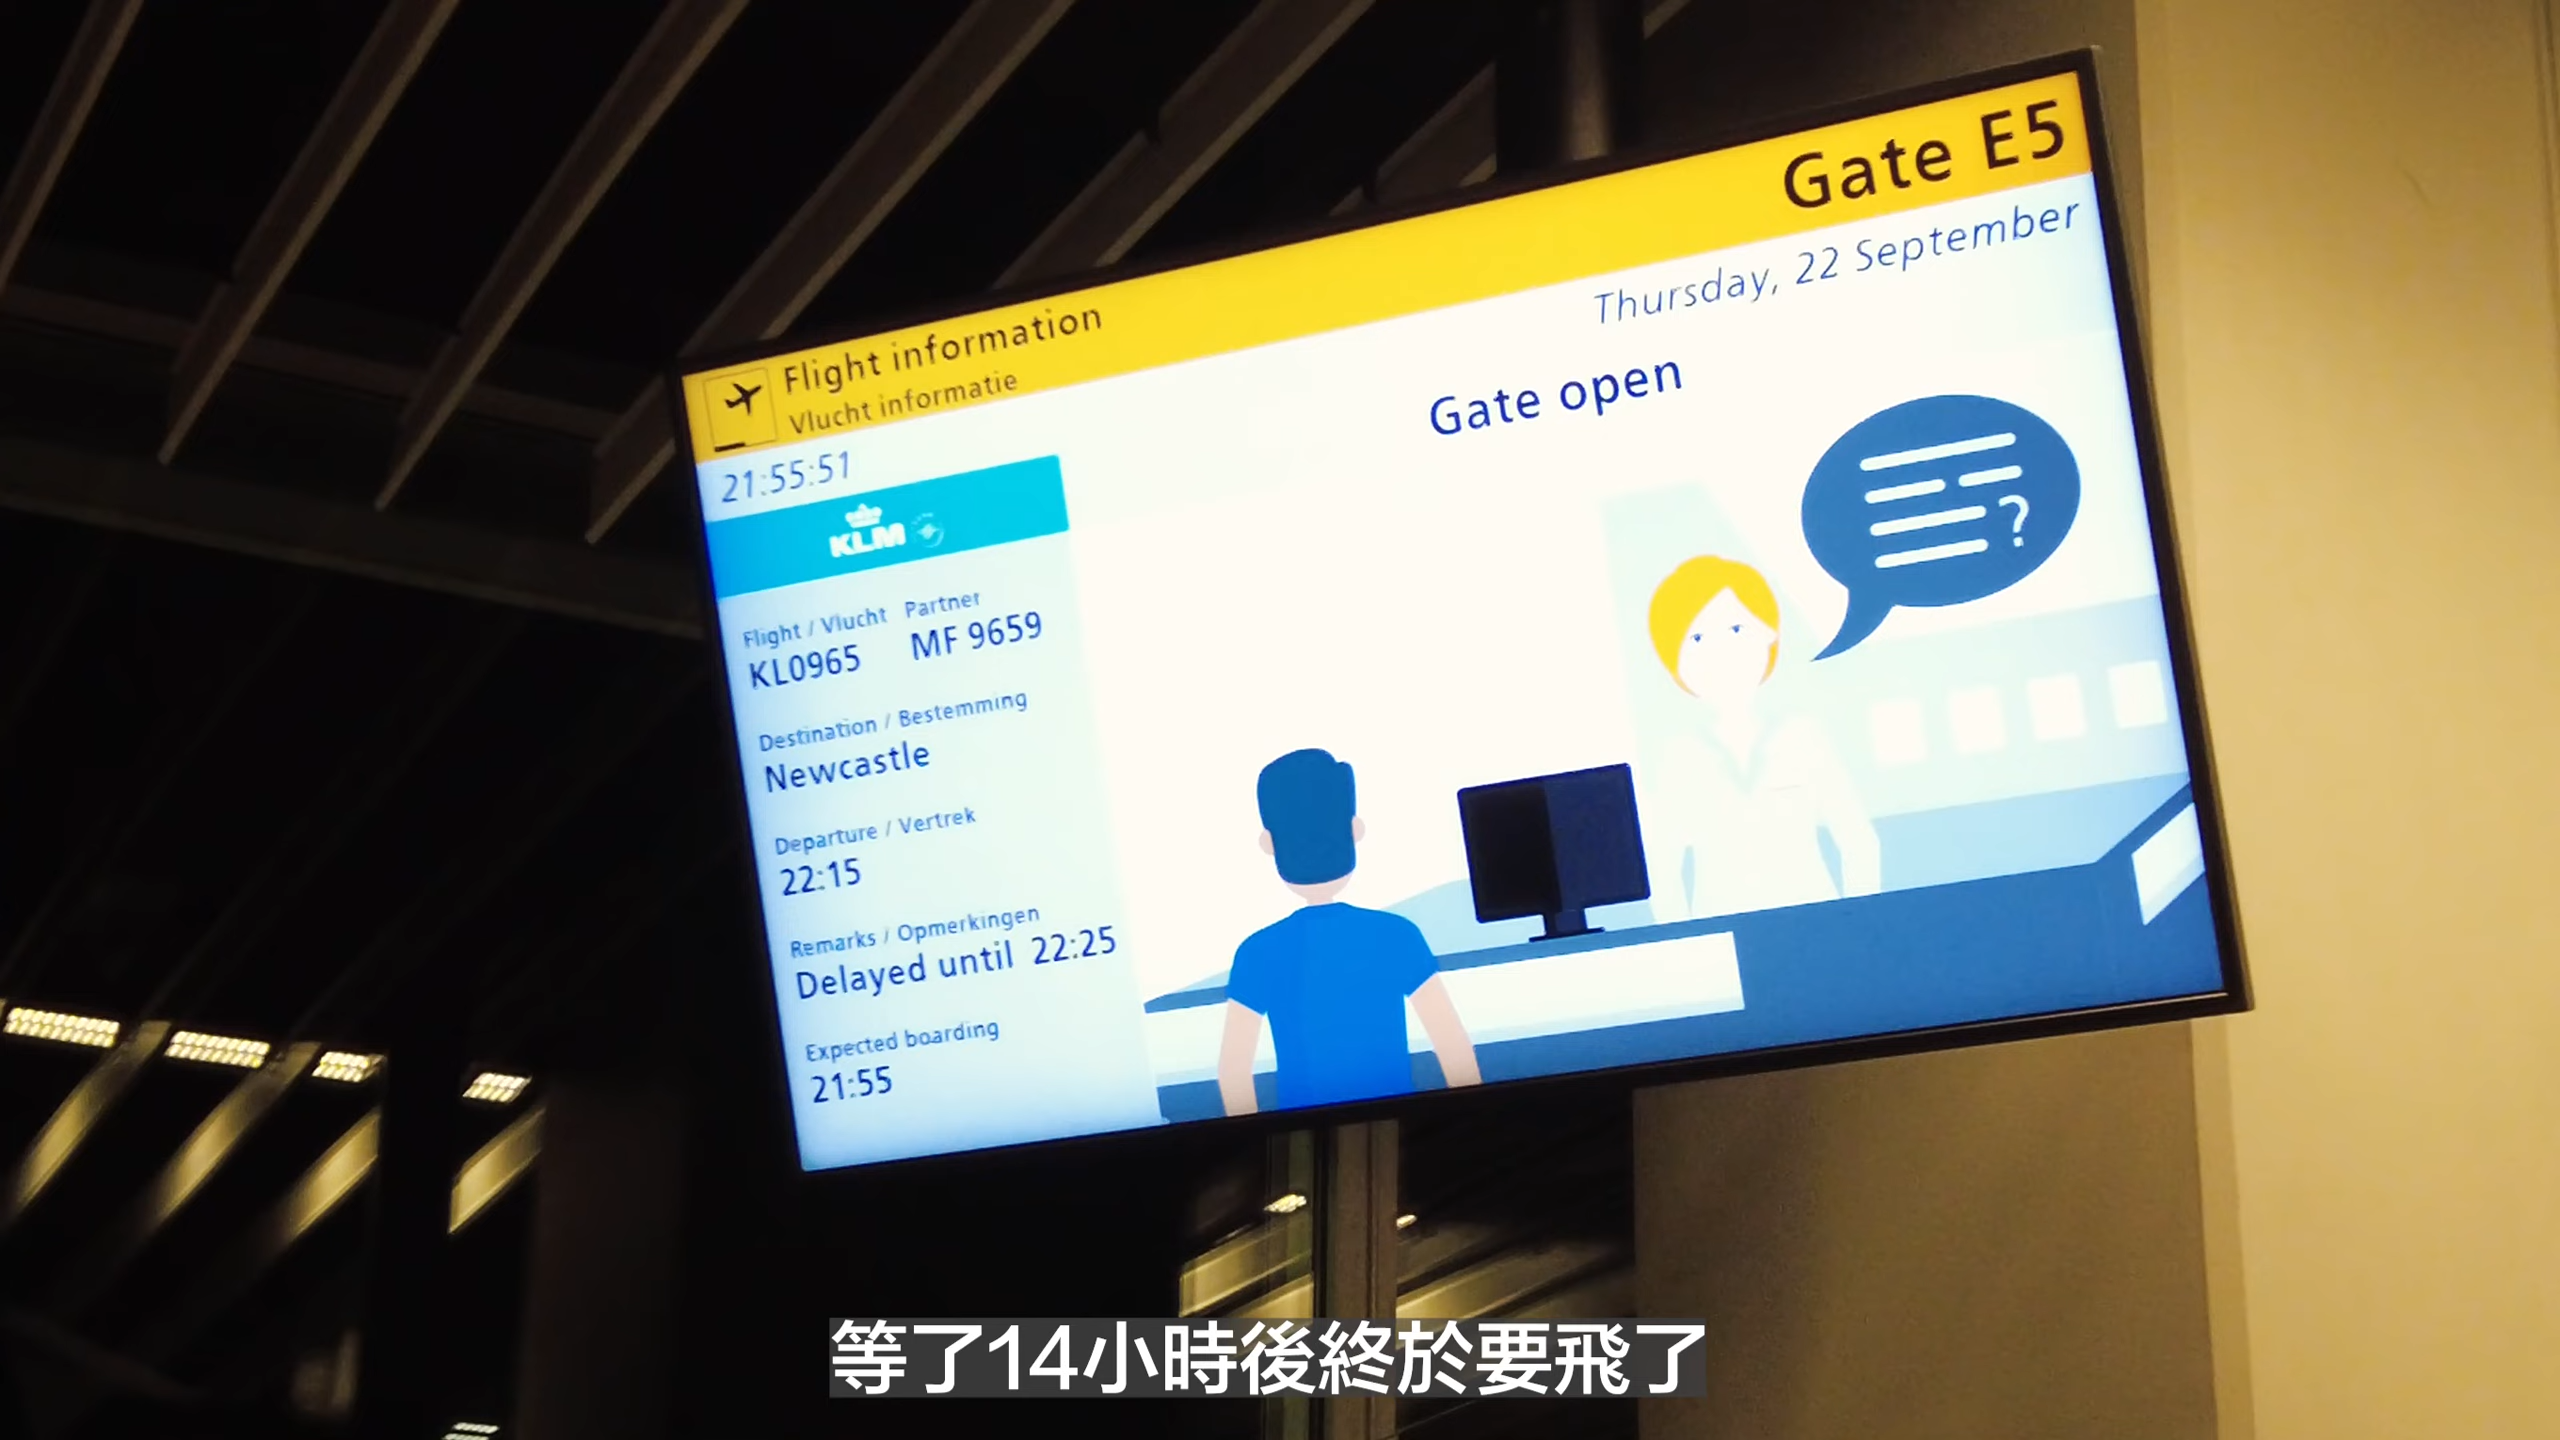 Gate E5
Flight information
Vlucht informatie
Thursday, 22 September
21:55:51
Gate open
KLM
Flight / Vlucht Partner
KL0965 MF 9659
Destination / Bestemming
Newcastle
Departure / Vertrek
22:15
Remarks / Opmerkingen
Delayed until 22:25
Expected boarding
21:55
?
等了14小時後終於要飛了